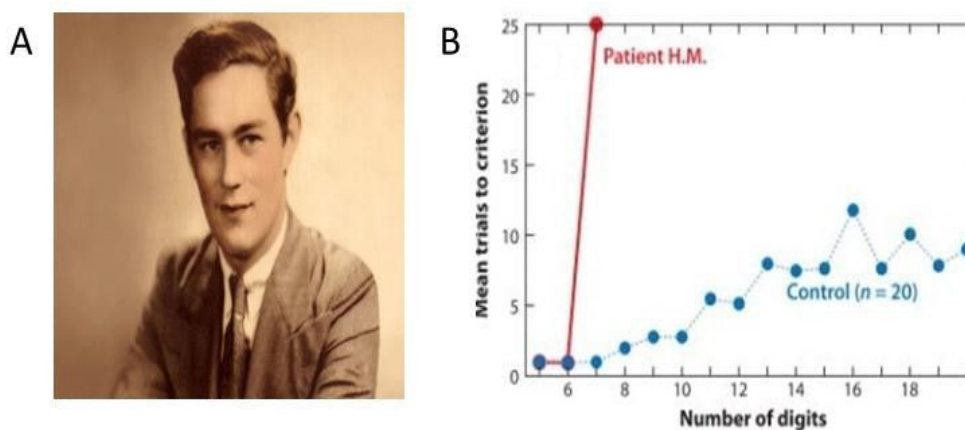 A
B
25
20
15
10
5
0
Mean trials to criterion
Patient H.M.
Control (n = 20)
6 8 10 12 14 16 18
Number of digits